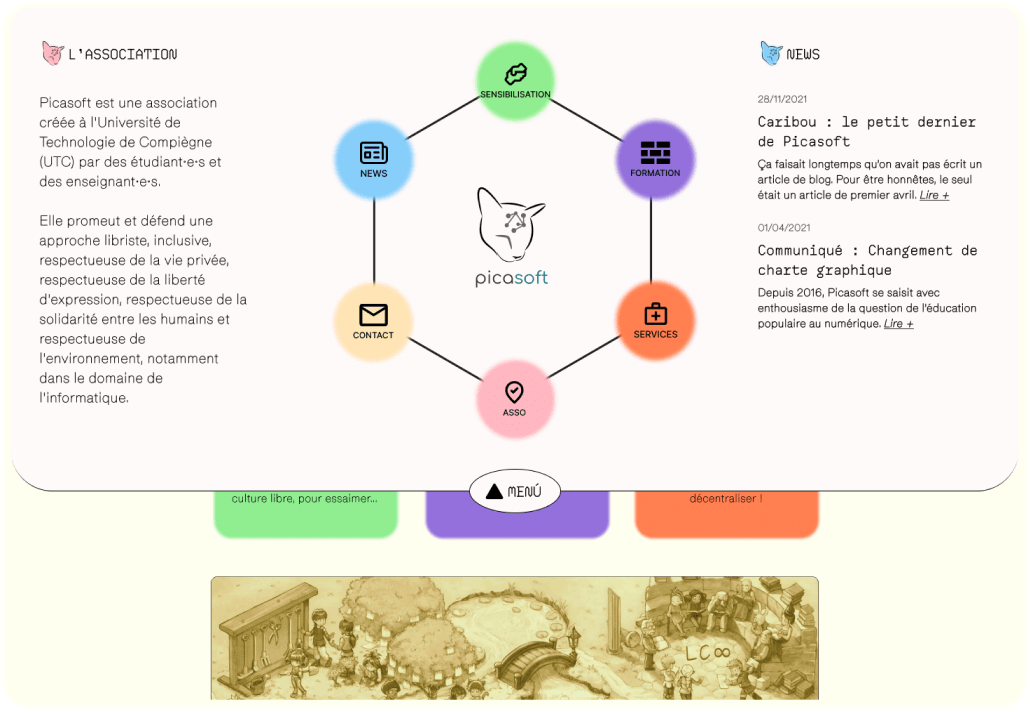 L'ASSOCIATION
Picasoft est une association
créée à l'Université de
Technologie de Compiègne
(UTC) par des étudiant·e·s et
des enseignant·e·s.
Elle promeut et défend une
approche libriste, inclusive,
respectueuse de la vie privée,
respectueuse de la liberté
d'expression, respectueuse de la
solidarité entre les humains et
respectueuse de
l'environnement, notamment
dans le domaine de
l'informatique.
SENSIBILISATION
NEWS
FORMATION
picasoft
CONTACT
SERVICES
ASSO
NEWS
28/11/2021
Caribou : le petit dernier
de Picasoft
Ça faisait longtemps qu'on avait pas écrit un
article de blog. Pour être honnêtes, le seul
était un article de premier avril. Lire +
01/04/2021
Communiqué : Changement de
charte graphique
Depuis 2016, Picasoft se saisit avec
enthousiasme de la question de l'éducation
populaire au numérique. Lire +
MENÚ
culture libre, pour essaimer...
décentraliser !
LC∞